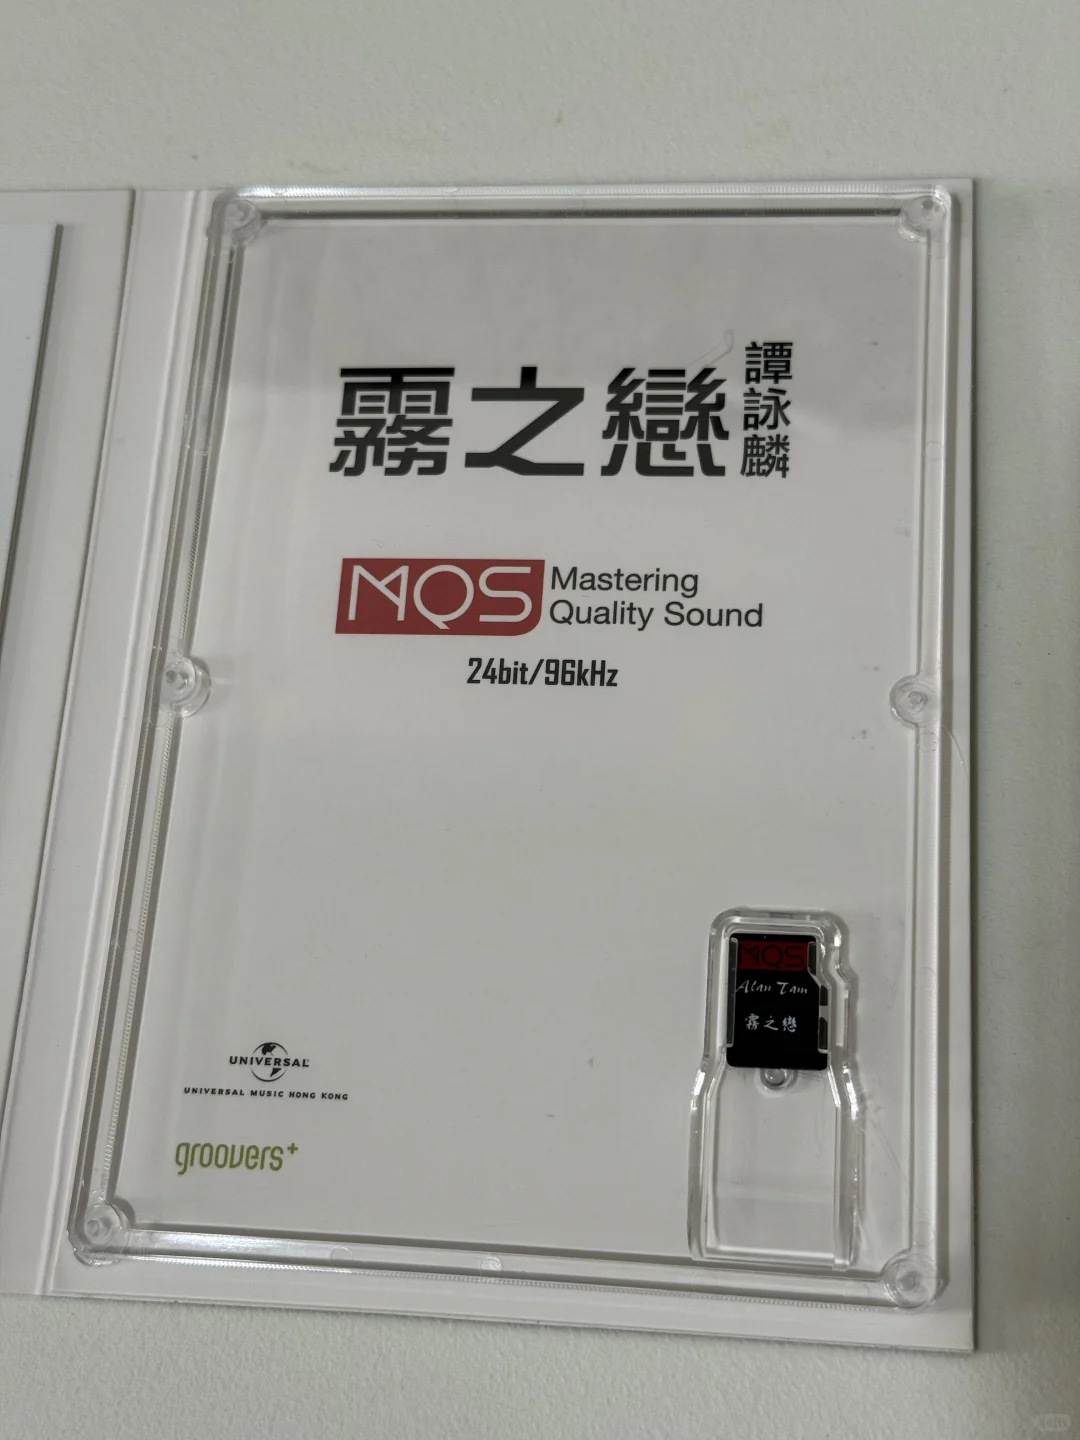 霧之戀
譚詠麟
MQS Mastering
Quality Sound
24bit/96kHz
MQS
Alan Tam
霧之戀
UNIVERSAL
UNIVERSAL MUSIC HONG KONG
groovers+